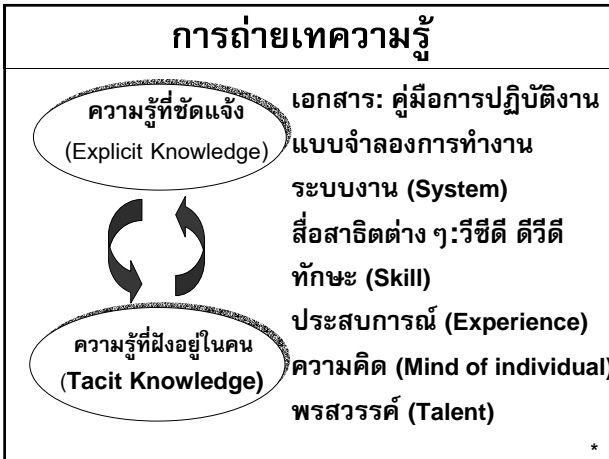 การถ่ายเทความรู้
ความรู้ที่ชัดแจ้ง
(Explicit Knowledge)
เอกสาร: คู่มือการปฏิบัติงาน
แบบจำลองการทำงาน
ระบบงาน (System)
สื่อสาธิตต่าง ๆ:วีซีดี ดีวีดี
ทักษะ (Skill)
ประสบการณ์ (Experience)
ความคิด (Mind of individual)
พรสวรรค์ (Talent)
ความรู้ที่ฝังอยู่ในคน
(Tacit Knowledge)
*